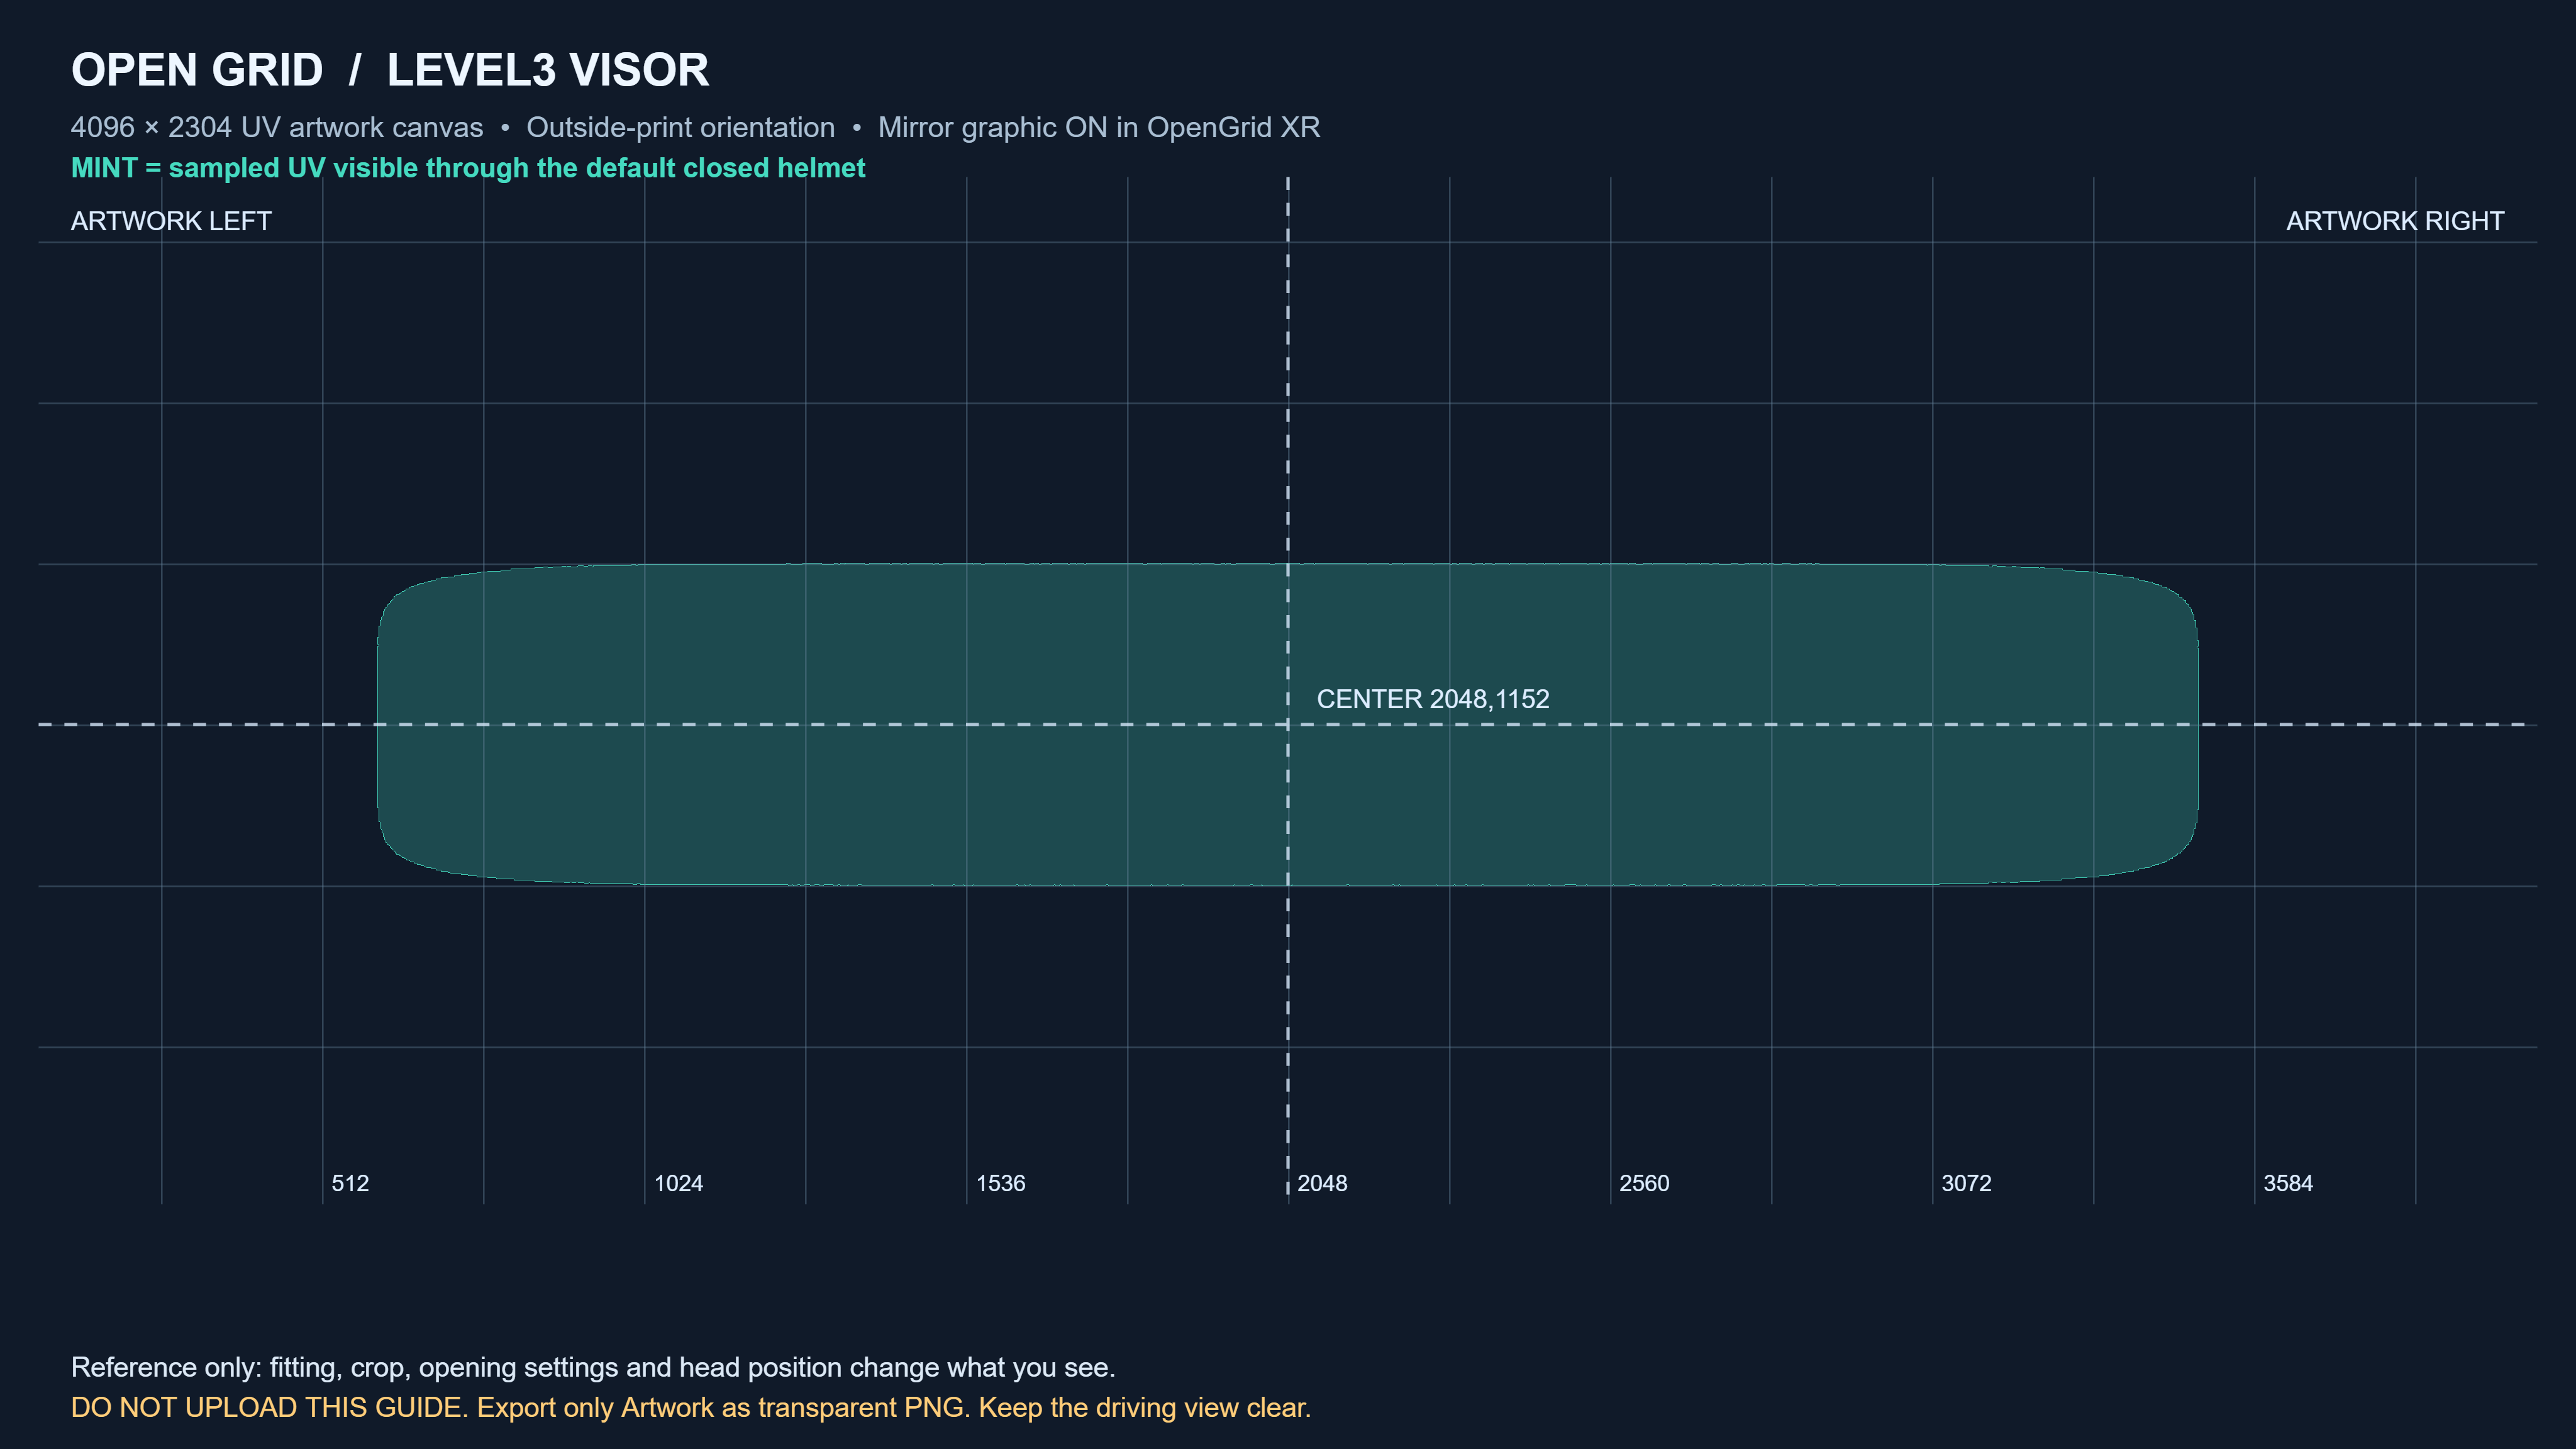 OPEN GRID / LEVEL3 VISOR
4096 × 2304 UV artwork canvas • Outside-print orientation • Mirror graphic ON in OpenGrid XR
MINT = sampled UV visible through the default closed helmet
ARTWORK LEFT
ARTWORK RIGHT
CENTER 2048,1152
512
1024
1536
2048
2560
3072
3584
Reference only: fitting, crop, opening settings and head position change what you see.
DO NOT UPLOAD THIS GUIDE. Export only Artwork as transparent PNG. Keep the driving view clear.